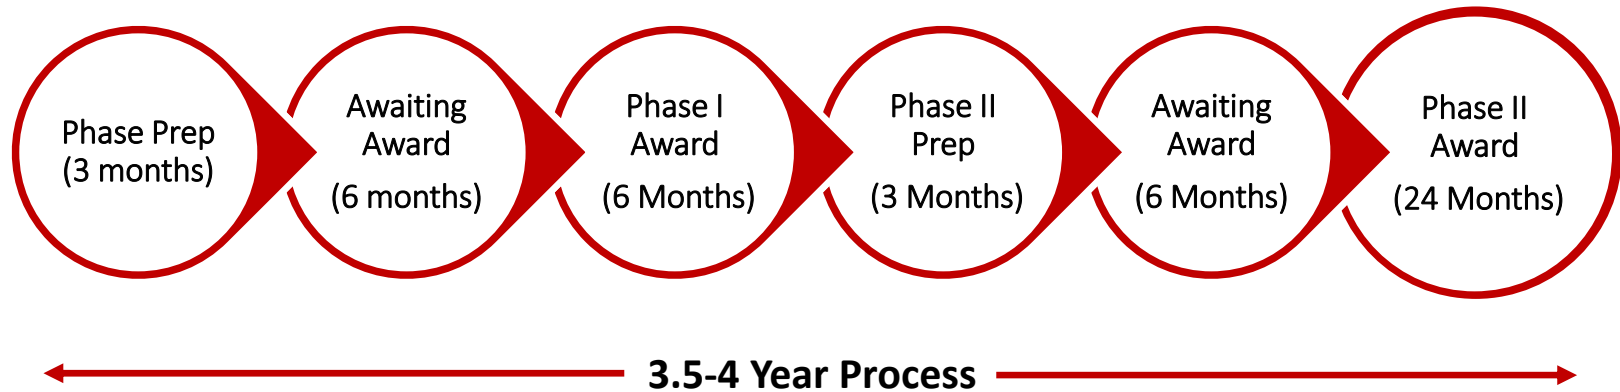 Phase Prep
(3 months)
Awaiting
Award
(6 months)
Phase I
Award
(6 Months)
Phase II
Prep
(3 Months)
Awaiting
Award
(6 Months)
Phase II
Award
(24 Months)
3.5-4 Year Process